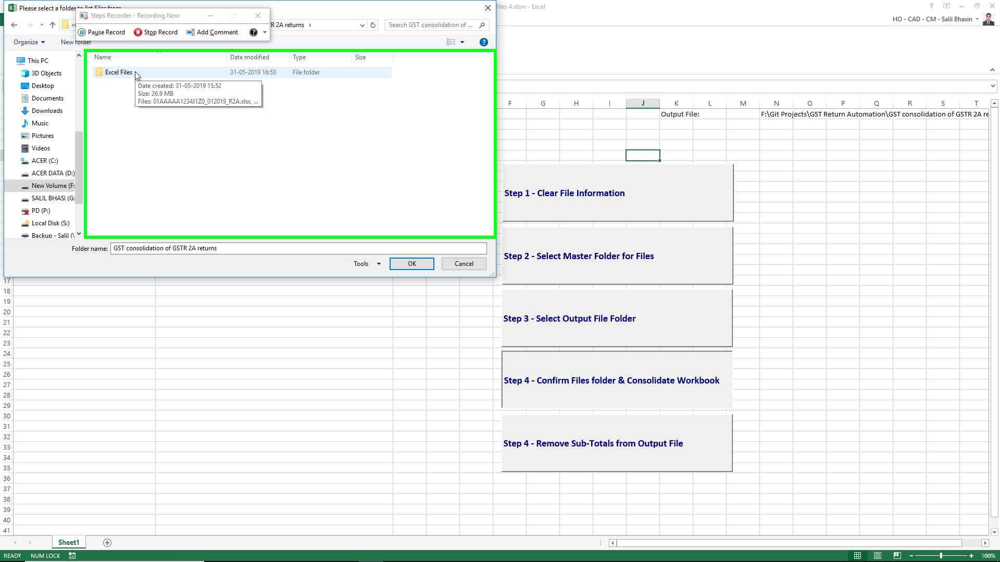 Please select a folder to list Files from
Files 4.xlsm - Excel
Steps Recorder - Recording Now
HO - CAD - CM - Salil Bhasin
R 2A returns
Search GST consolidation of ...
Pause Record
Stop Record
Add Comment
Organize
New folder
Name
Date modified
Type
Size
This PC
3D Objects
Desktop
Documents
Downloads
Music
Pictures
Videos
ACER (C:)
ACER DATA (D:)
New Volume (F:
SALIL BHASI (G:
PD (P:)
Local Disk (S:)
Backup - Salil (\
Excel Files
31-05-2019 16:53
File folder
Date created: 31-05-2019 15:52
Size: 26.9 MB
Files: 01AAAAA1234J1Z0_012019_R2A.xlsx, ...
Folder name:
GST consolidation of GSTR 2A returns
Tools
OK
Cancel
F G H I J K L M N O P Q R S T
Output File:
F:\Git Projects\GST Return Automation\GST consolidation of GSTR 2A re
Step 1 - Clear File Information
Step 2 - Select Master Folder for Files
Step 3 - Select Output File Folder
Step 4 - Confirm Files folder & Consolidate Workbook
Step 4 - Remove Sub-Totals from Output File
17
18
19
20
21
22
23
24
25
26
27
28
29
30
31
32
33
34
35
36
37
38
39
40
41
Sheet1
READY
NUM LOCK
100%